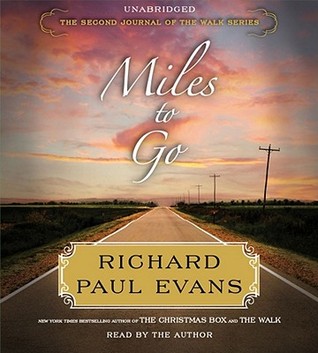 UNABRIDGED
THE SECOND JOURNAL OF THE WALK SERIES
Miles
to
Go
RICHARD
PAUL EVANS
NEW YORK TIMES BESTSELLING AUTHOR OF THE CHRISTMAS BOX AND THE WALK
READ BY THE AUTHOR